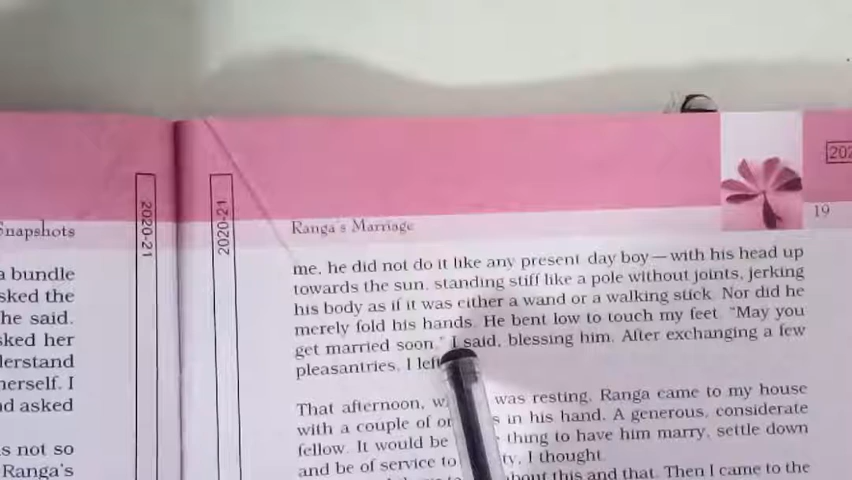 Snapshots
a bundle
sked the
he said.
sked her
lerstand
herself. I
nd asked
s not so
Ranga's
2020-21
2020-21
202
Ranga's Marriage
19
me, he did not do it like any present day boy—with his head up
towards the sun, standing stiff like a pole without joints, jerking
his body as if it was either a wand or a walking stick. Nor did he
merely fold his hands. He bent low to touch my feet. "May you
get married soon," I said, blessing him. After exchanging a few
pleasantries, I left
That afternoon, w was resting, Ranga came to my house
with a couple of or s in his hand. A generous, considerate
fellow. It would be thing to have him marry, settle down
and be of service to ty, I thought.
about this and that. Then I came to the